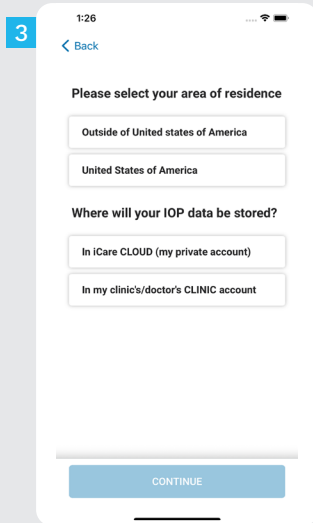 3
1:26
Back
Please select your area of residence
Outside of United states of America
United States of America
Where will your IOP data be stored?
In iCare CLOUD (my private account)
In my clinic's/doctor's CLINIC account
CONTINUE